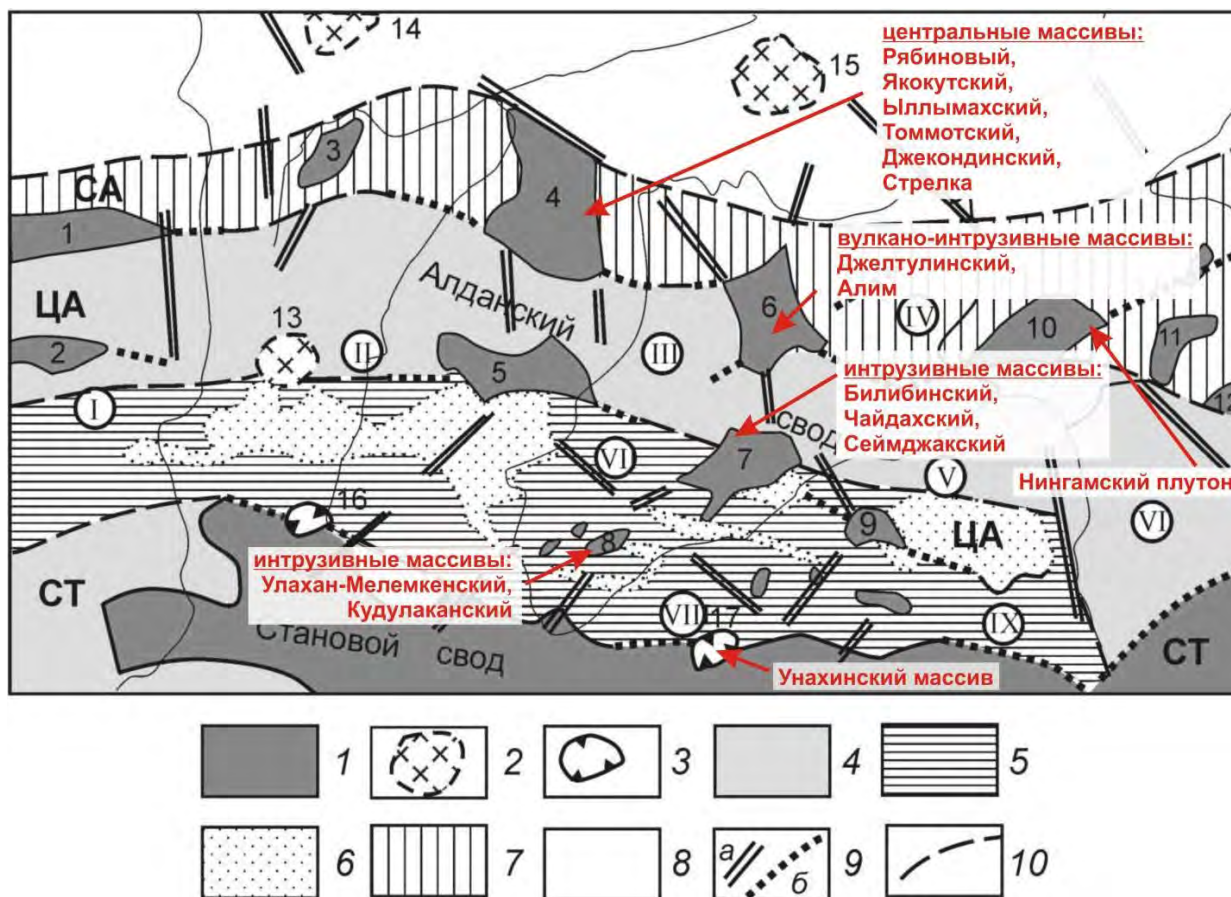 14
15
центральные массивы:
Рябиновый,
Якокутский,
Ыллымахский,
Томмотский,
Джекондинский,
Стрелка
3
СА
4
1
вулкано-интрузивные массивы:
Джелтулинский,
Алим
Алданский
ЦА
6
IV
10
11
13
II
III
2
5
12
интрузивные массивы:
Билибинский,
Чайдахский,
Сеймджакский
I
свод
VI
7
V
Нингамский плутон
16
9
ЦА
VI
8
интрузивные массивы:
Улахан-Мелемкенский,
Кудулаканский
СТ
VII
17
IX
Становой свод
СТ
Унахинский массив
1
2
3
4
5
6
7
8
а
б
9
10